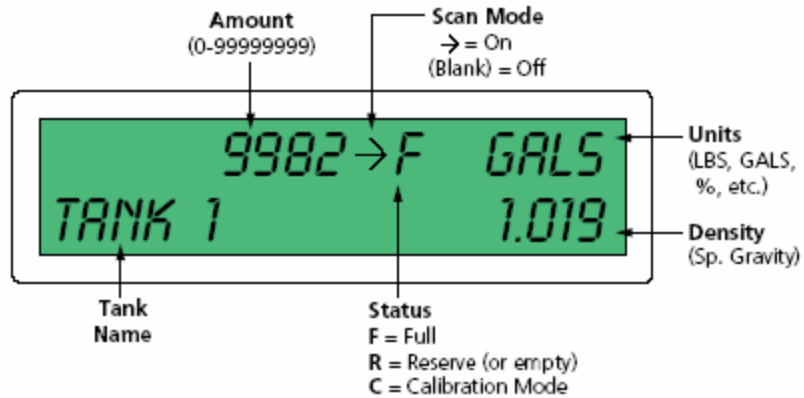 Amount
(0-99999999)
Scan Mode
→ = On
(Blank) = Off
9982 → F GALS
TANK 1 1.019
Units
(LBS, GALS,
%, etc.)
Density
(Sp. Gravity)
Tank
Name
Status
F = Full
R = Reserve (or empty)
C = Calibration Mode